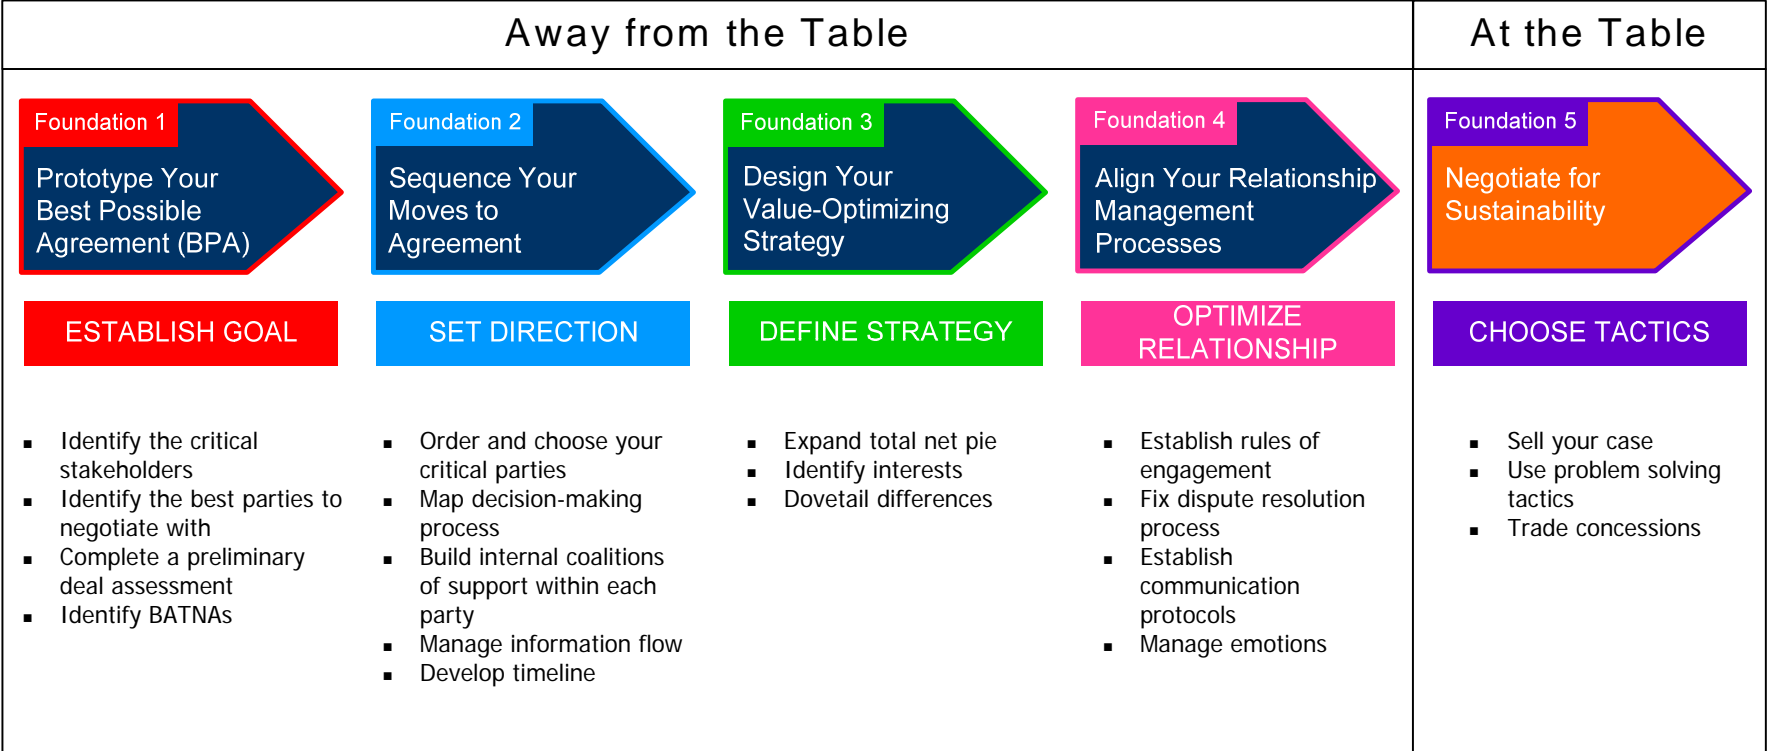 Away from the Table
At the Table
Foundation 1
Prototype Your
Best Possible
Agreement (BPA)
Foundation 2
Sequence Your
Moves to
Agreement
Foundation 3
Design Your
Value-Optimizing
Strategy
Foundation 4
Align Your Relationship
Management
Processes
Foundation 5
Negotiate for
Sustainability
ESTABLISH GOAL
SET DIRECTION
DEFINE STRATEGY
OPTIMIZE
RELATIONSHIP
CHOOSE TACTICS
▪ Identify the critical
stakeholders
▪ Identify the best parties to
negotiate with
▪ Complete a preliminary
deal assessment
▪ Identify BATNAs
▪ Order and choose your
critical parties
▪ Map decision-making
process
▪ Build internal coalitions
of support within each
party
▪ Manage information flow
▪ Develop timeline
▪ Expand total net pie
▪ Identify interests
▪ Dovetail differences
▪ Establish rules of
engagement
▪ Fix dispute resolution
process
▪ Establish
communication
protocols
▪ Manage emotions
▪ Sell your case
▪ Use problem solving
tactics
▪ Trade concessions